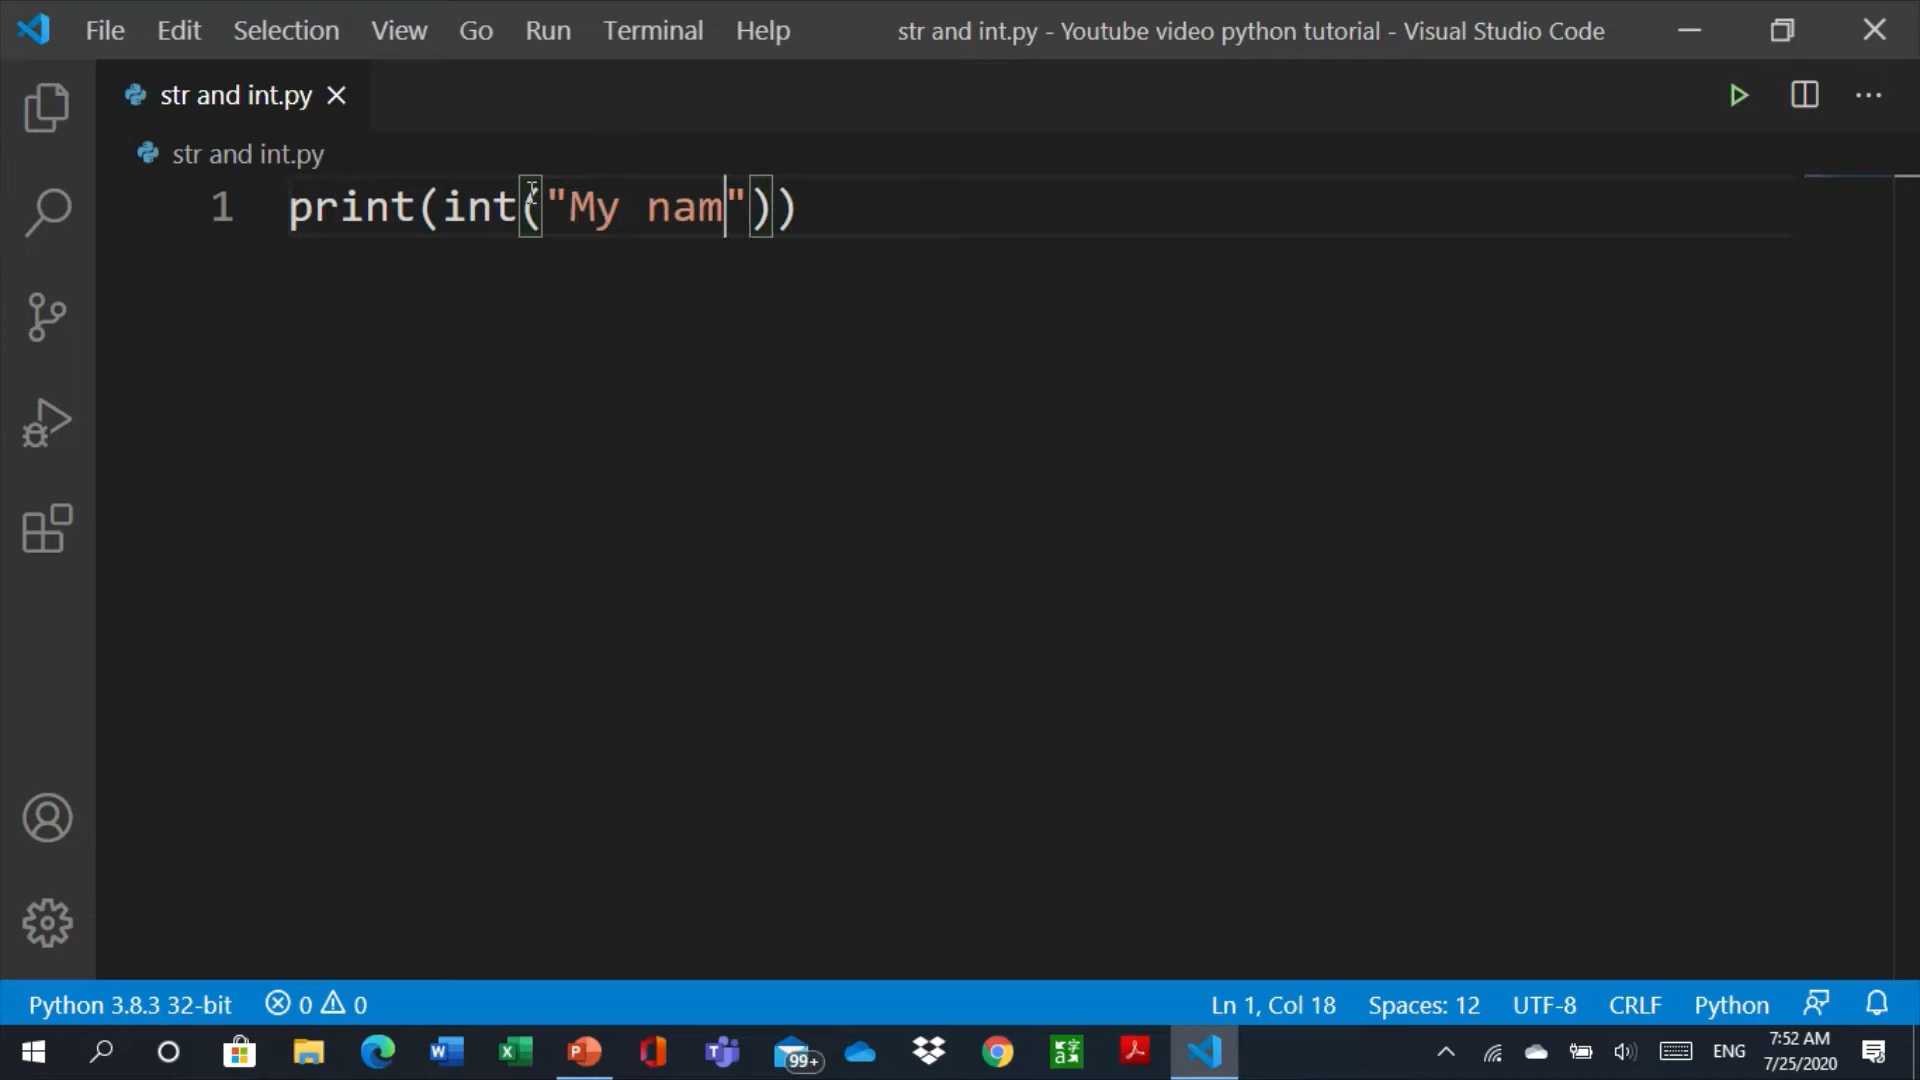 File Edit Selection View Go Run Terminal Help str and int.py - Youtube video python tutorial - Visual Studio Code
str and int.py
str and int.py
1 print(int("My nam"))
Python 3.8.3 32-bit 0 0 Ln 1, Col 18 Spaces: 12 UTF-8 CRLF Python
99+ ENG 7:52 AM
7/25/2020